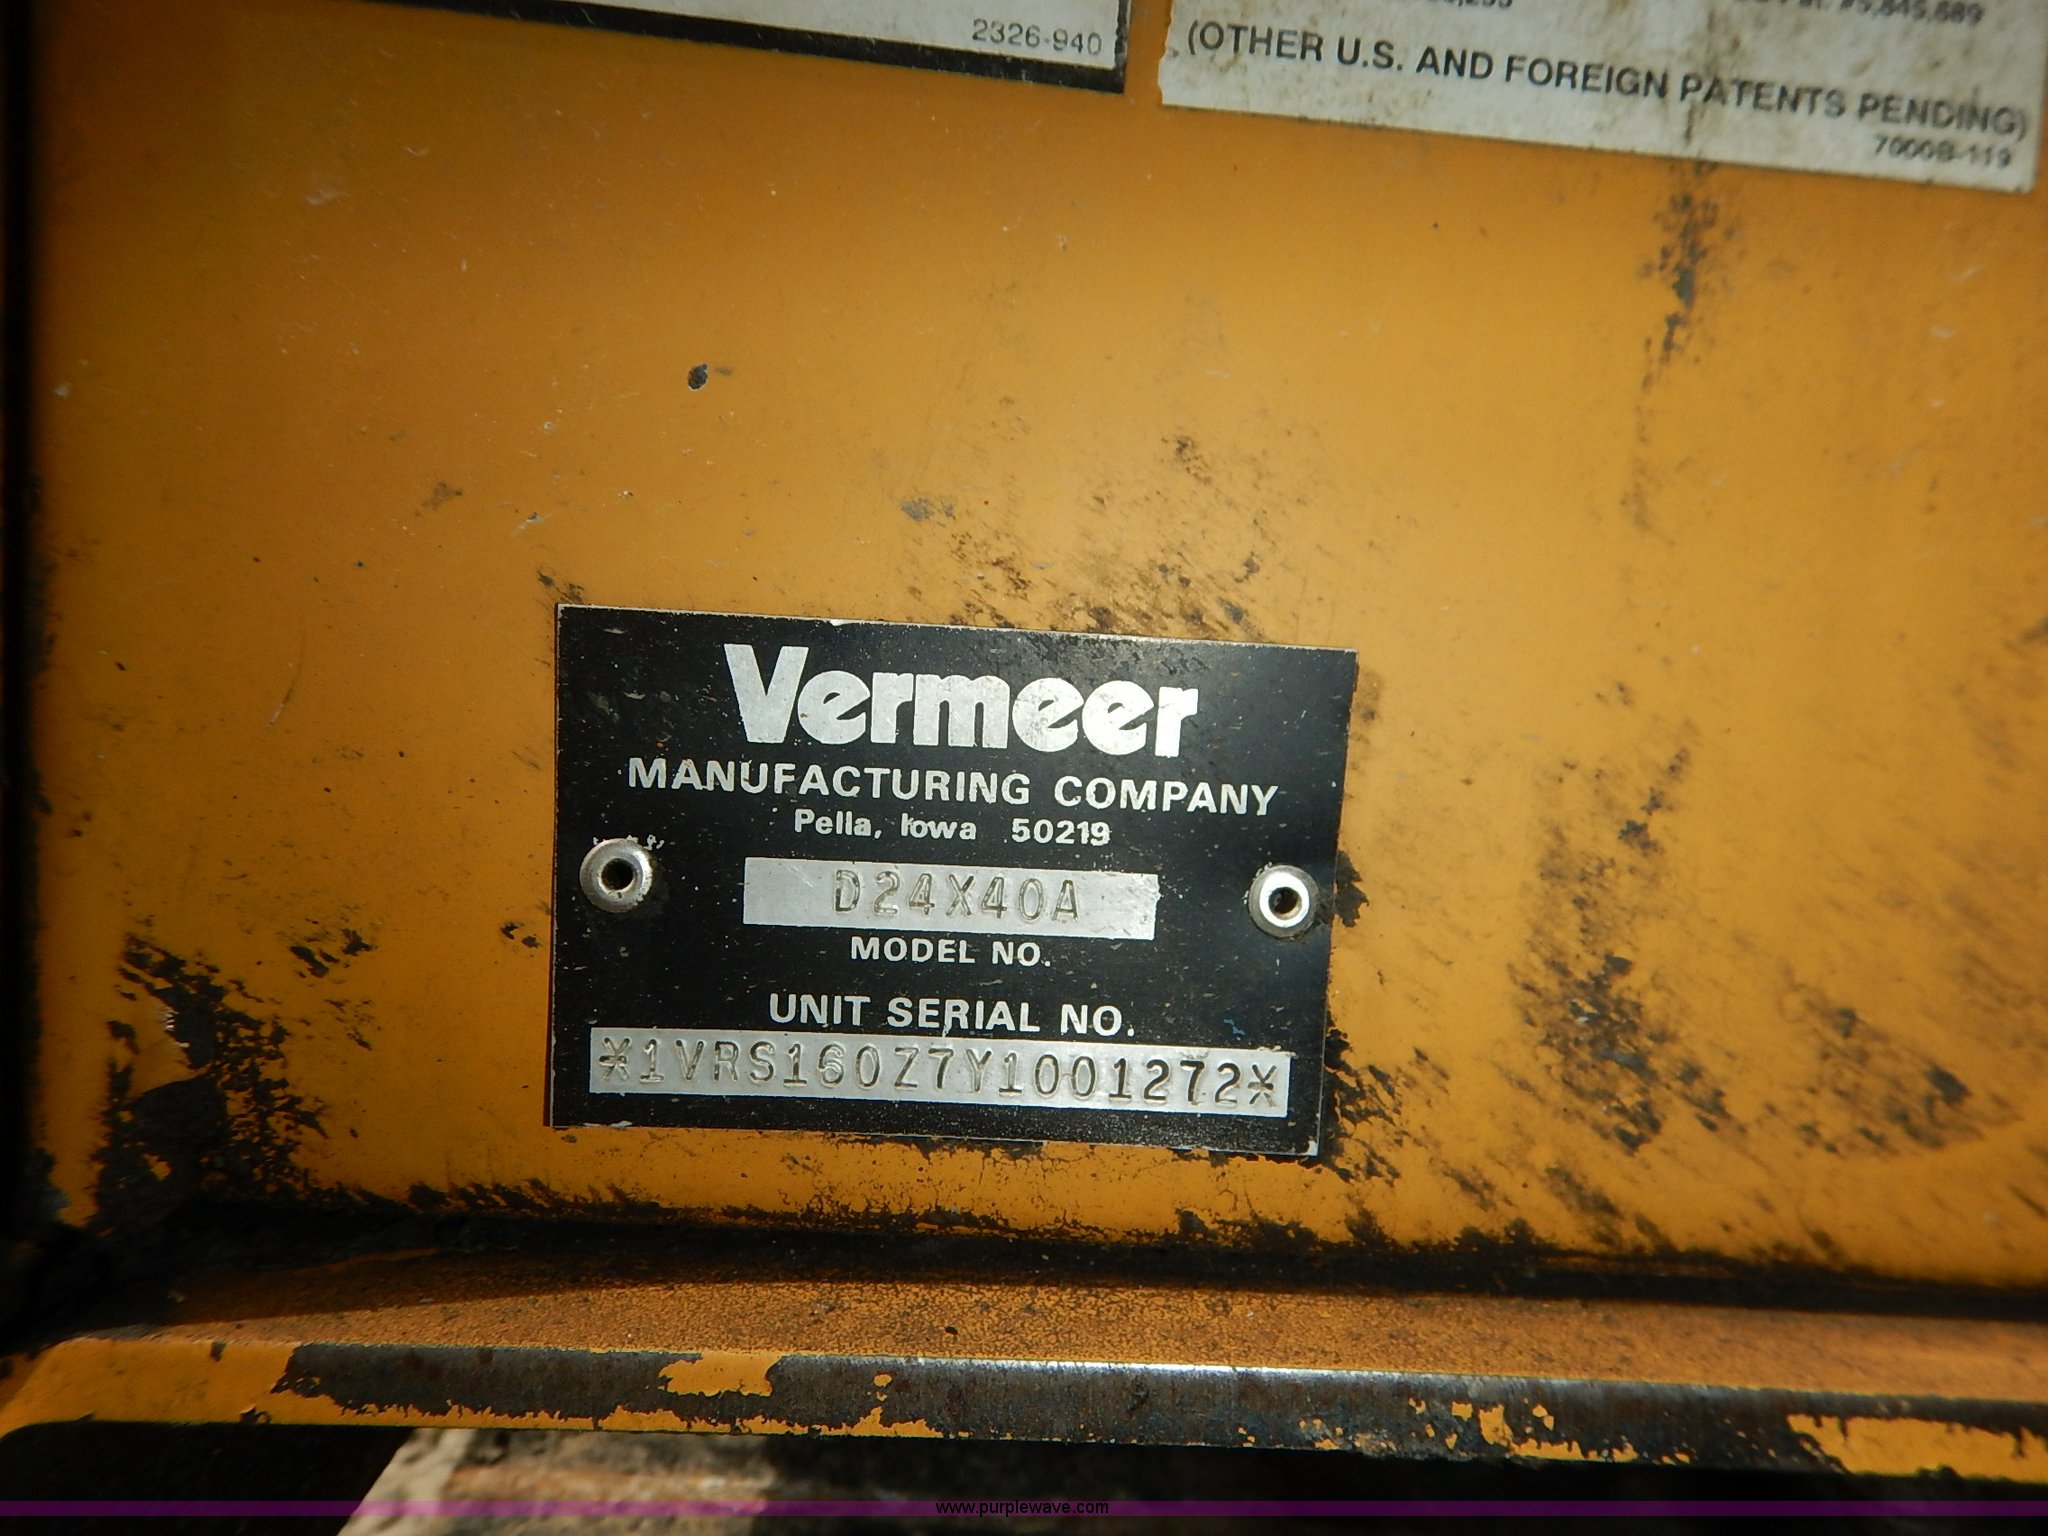 2326-940
(OTHER U.S. AND FOREIGN PATENTS PENDING)
7000B-119
Vermeer
MANUFACTURING COMPANY
Pella, Iowa 50219
D24X40A
MODEL NO.
UNIT SERIAL NO.
*1VRS160Z7Y1001272*
www.purplewave.com